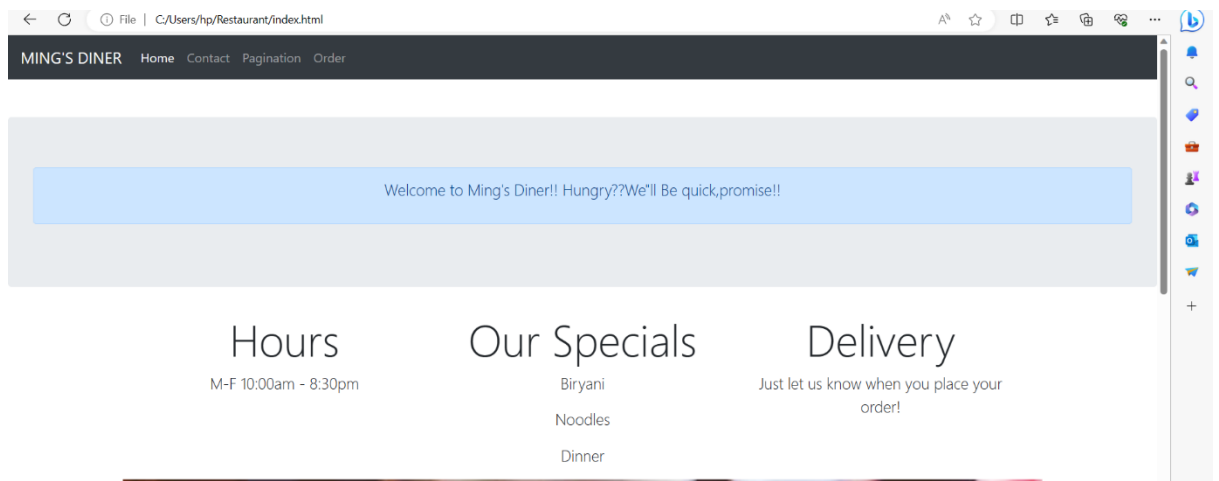 File | C:/Users/hp/Restaurant/index.html
MING'S DINER Home Contact Pagination Order
Welcome to Ming's Diner!! Hungry??We"ll Be quick,promise!!
Hours
M-F 10:00am - 8:30pm
Our Specials
Biryani
Noodles
Dinner
Delivery
Just let us know when you place your
order!